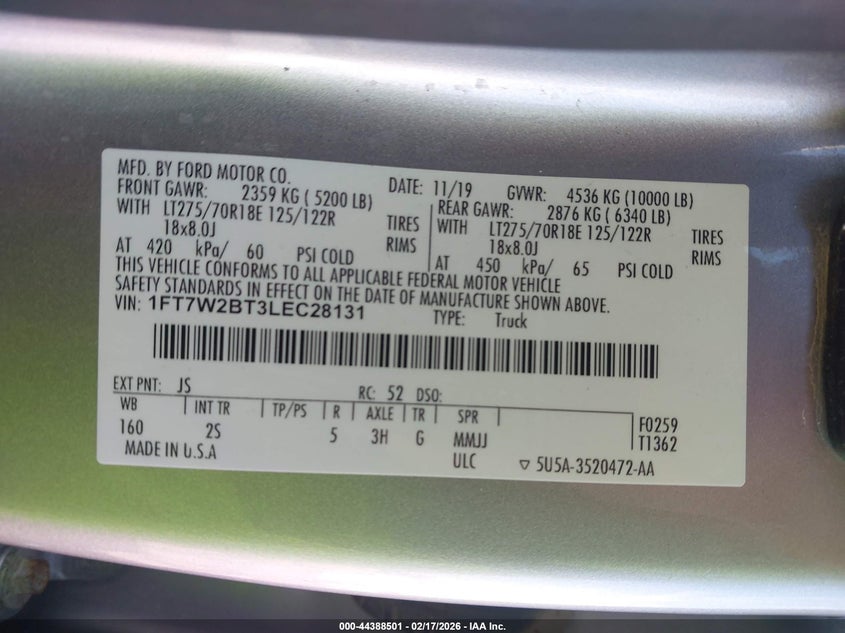 MFD. BY FORD MOTOR CO. DATE: 11/19 GVWR: 4536 KG (10000 LB)
FRONT GAWR: 2359 KG (5200 LB) REAR GAWR: 2876 KG (6340 LB)
WITH LT275/70R18E 125/122R TIRES WITH LT275/70R18E 125/122R TIRES
18x8.0J RIMS 18x8.0J RIMS
AT 420 kPa/ 60 PSI COLD AT 450 kPa/ 65 PSI COLD
THIS VEHICLE CONFORMS TO ALL APPLICABLE FEDERAL MOTOR VEHICLE
SAFETY STANDARDS IN EFFECT ON THE DATE OF MANUFACTURE SHOWN ABOVE.
VIN: 1FT7W2BT3LEC28131 TYPE: Truck
EXT PNT: JS RC: 52 DSO:
WB INT TR TP/PS R AXLE TR SPR F0259
160 2S 5 3H G MMJJ T1362
MADE IN U.S.A ULC ▽ 5U5A-3520472-AA
000-44388501 - 02/17/2026 - IAA Inc.